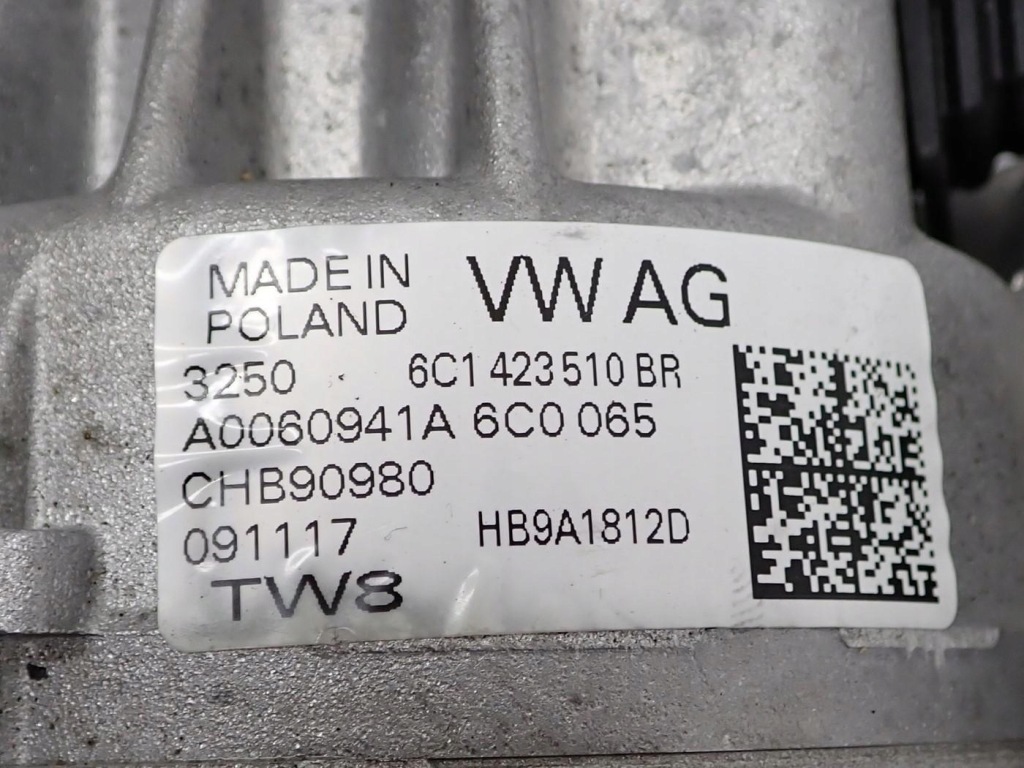 MADE IN
POLAND
VW AG
3250 6C1 423 510 BR
A0060941A 6C0 065
CHB90980
091117 HB9A1812D
TW8